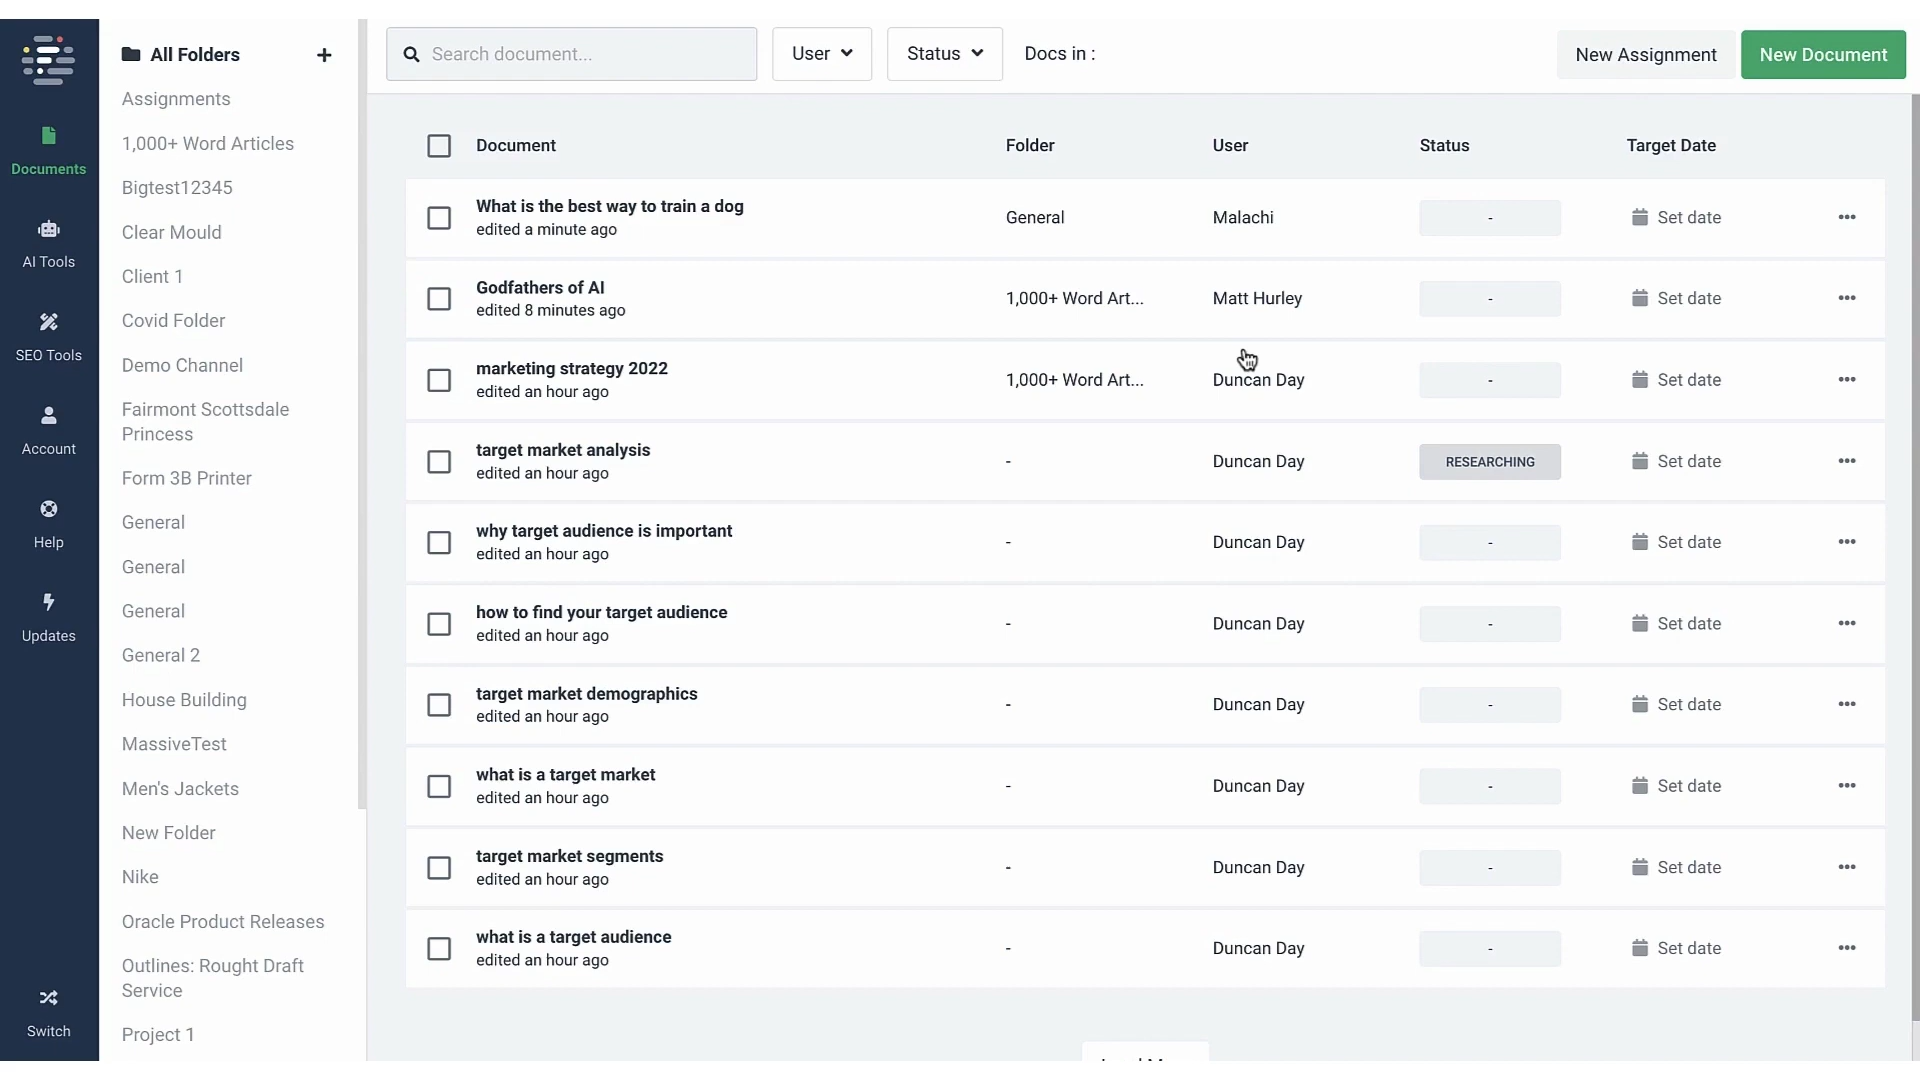 All Folders
+
Search document...
User
Status
Docs in :
New Assignment
New Document
Documents
AI Tools
SEO Tools
Account
Help
Updates
Switch
Assignments
1,000+ Word Articles
Bigtest12345
Clear Mould
Client 1
Covid Folder
Demo Channel
Fairmont Scottsdale
Princess
Form 3B Printer
General
General
General
General 2
House Building
MassiveTest
Men's Jackets
New Folder
Nike
Oracle Product Releases
Outlines: Rought Draft
Service
Project 1
Document Folder User Status Target Date
What is the best way to train a dog General Malachi - Set date
edited a minute ago
Godfathers of AI 1,000+ Word Art... Matt Hurley - Set date
edited 8 minutes ago
marketing strategy 2022 1,000+ Word Art... Duncan Day - Set date
edited an hour ago
target market analysis - Duncan Day RESEARCHING Set date
edited an hour ago
why target audience is important - Duncan Day - Set date
edited an hour ago
how to find your target audience - Duncan Day - Set date
edited an hour ago
target market demographics - Duncan Day - Set date
edited an hour ago
what is a target market - Duncan Day - Set date
edited an hour ago
target market segments - Duncan Day - Set date
edited an hour ago
what is a target audience - Duncan Day - Set date
edited an hour ago